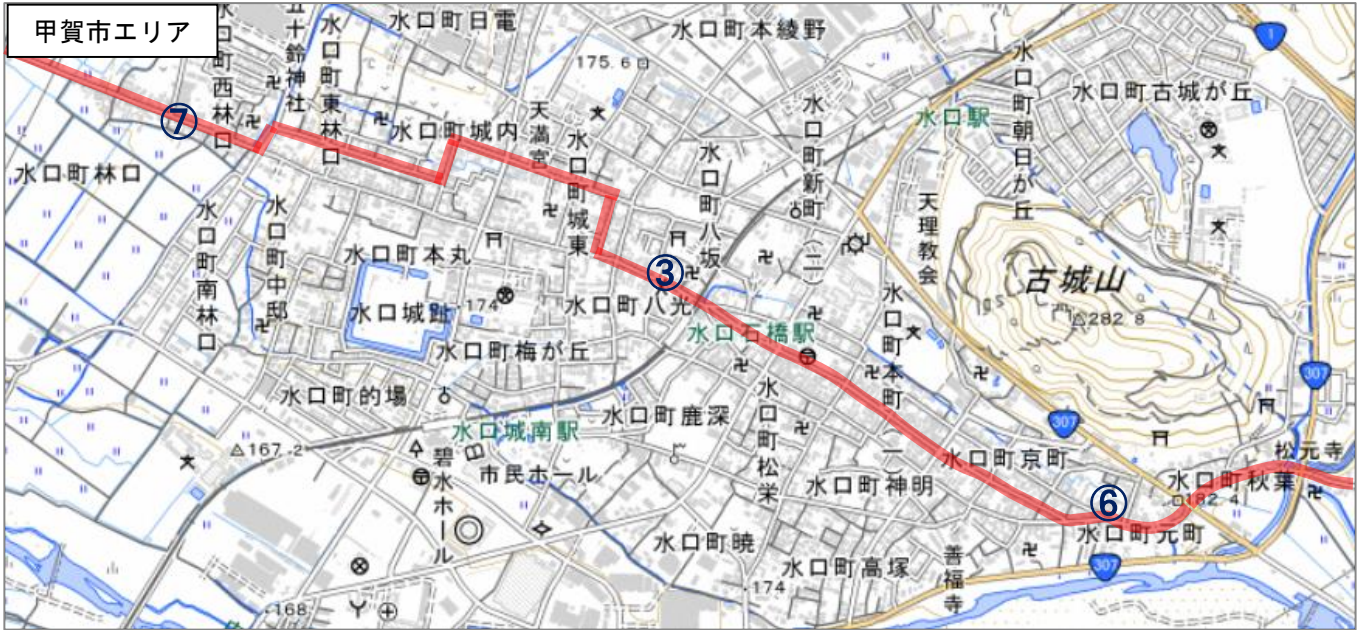 甲賀市エリア
水口町西林口
五十鈴神社
水口町東林口
水口町日電
水口町本綾野
175.6
1
水口町朝日が丘
水口町古城が丘
水口駅
⑦
水口町城内
天満宮
水口町城東
水口町八坂
水口町新町(二)
天理教会
水口町林口
水口町南林口
水口町中邸
水口町本丸
水口城趾
174
③
水口町八光
水口石橋駅
古城山
282.8
水口町本町(一)
307
水口町梅が丘
水口町的場
水口町鹿深
水口町松栄
307
水口城南駅
167.2
碧水ホール
市民ホール
水口町神明
水口町京町
松元寺
水口町秋葉
182.4
⑥
水口町元町
水口町暁
水口町高塚
善福寺
307
174
168